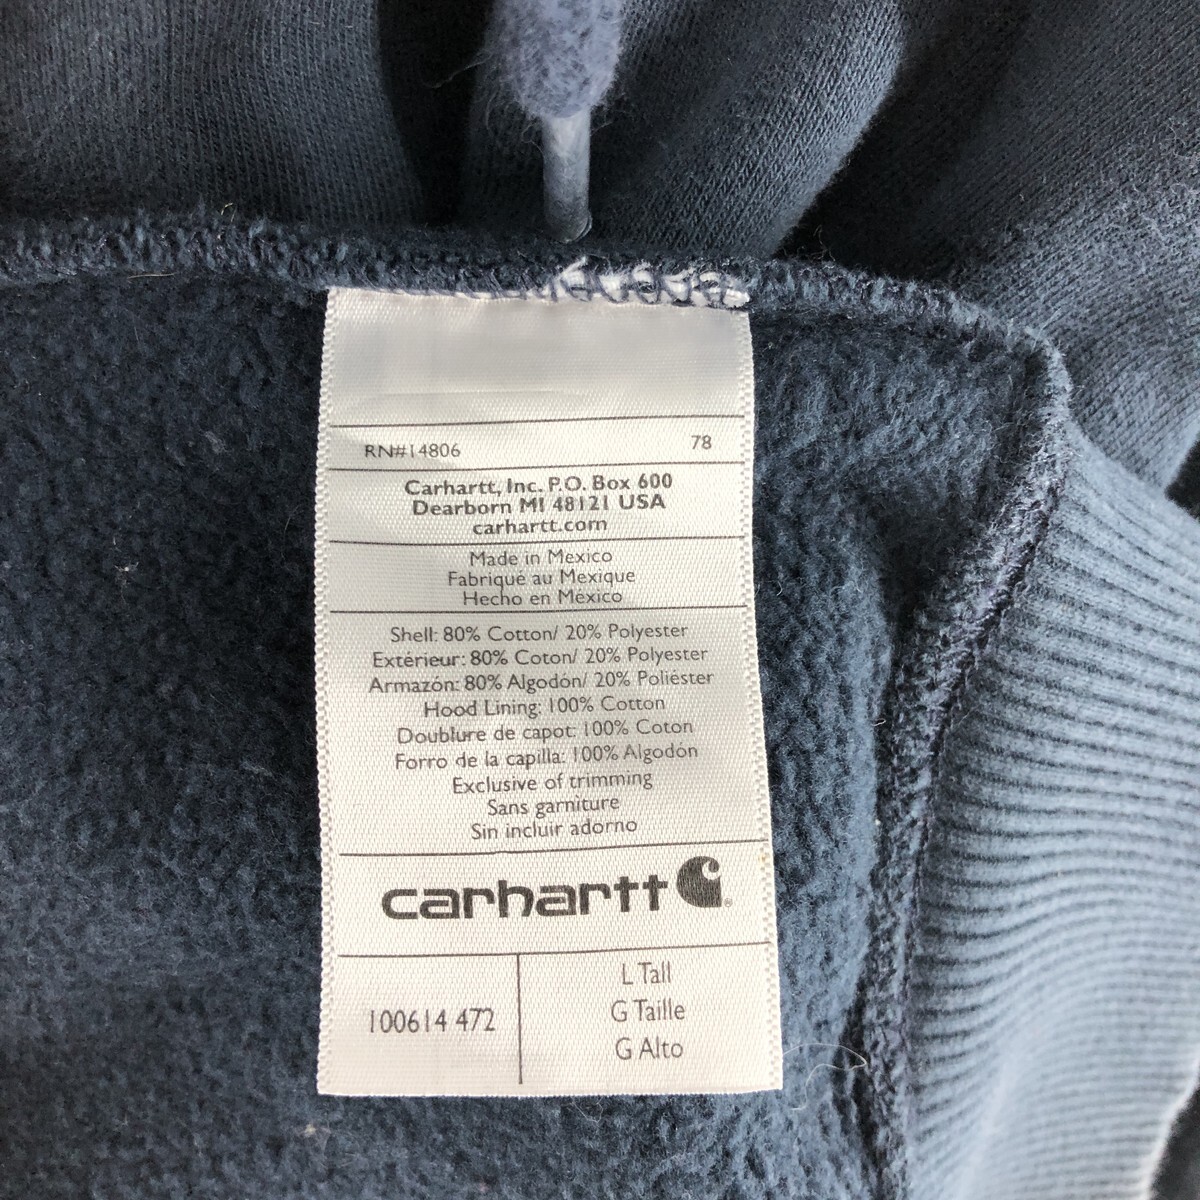 RN#14806 78
Carhartt, Inc. P.O. Box 600
Dearborn MI 48121 USA
carhartt.com
Made in Mexico
Fabriqué au Mexique
Hecho en México
Shell: 80% Cotton/ 20% Polyester
Extérieur: 80% Coton/ 20% Polyester
Armazón: 80% Algodón/ 20% Poliéster
Hood Lining: 100% Cotton
Doublure de capot: 100% Coton
Forro de la capilla: 100% Algodón
Exclusive of trimming
Sans garniture
Sin incluir adorno
carhartt
100614 472
L Tall
G Taille
G Alto